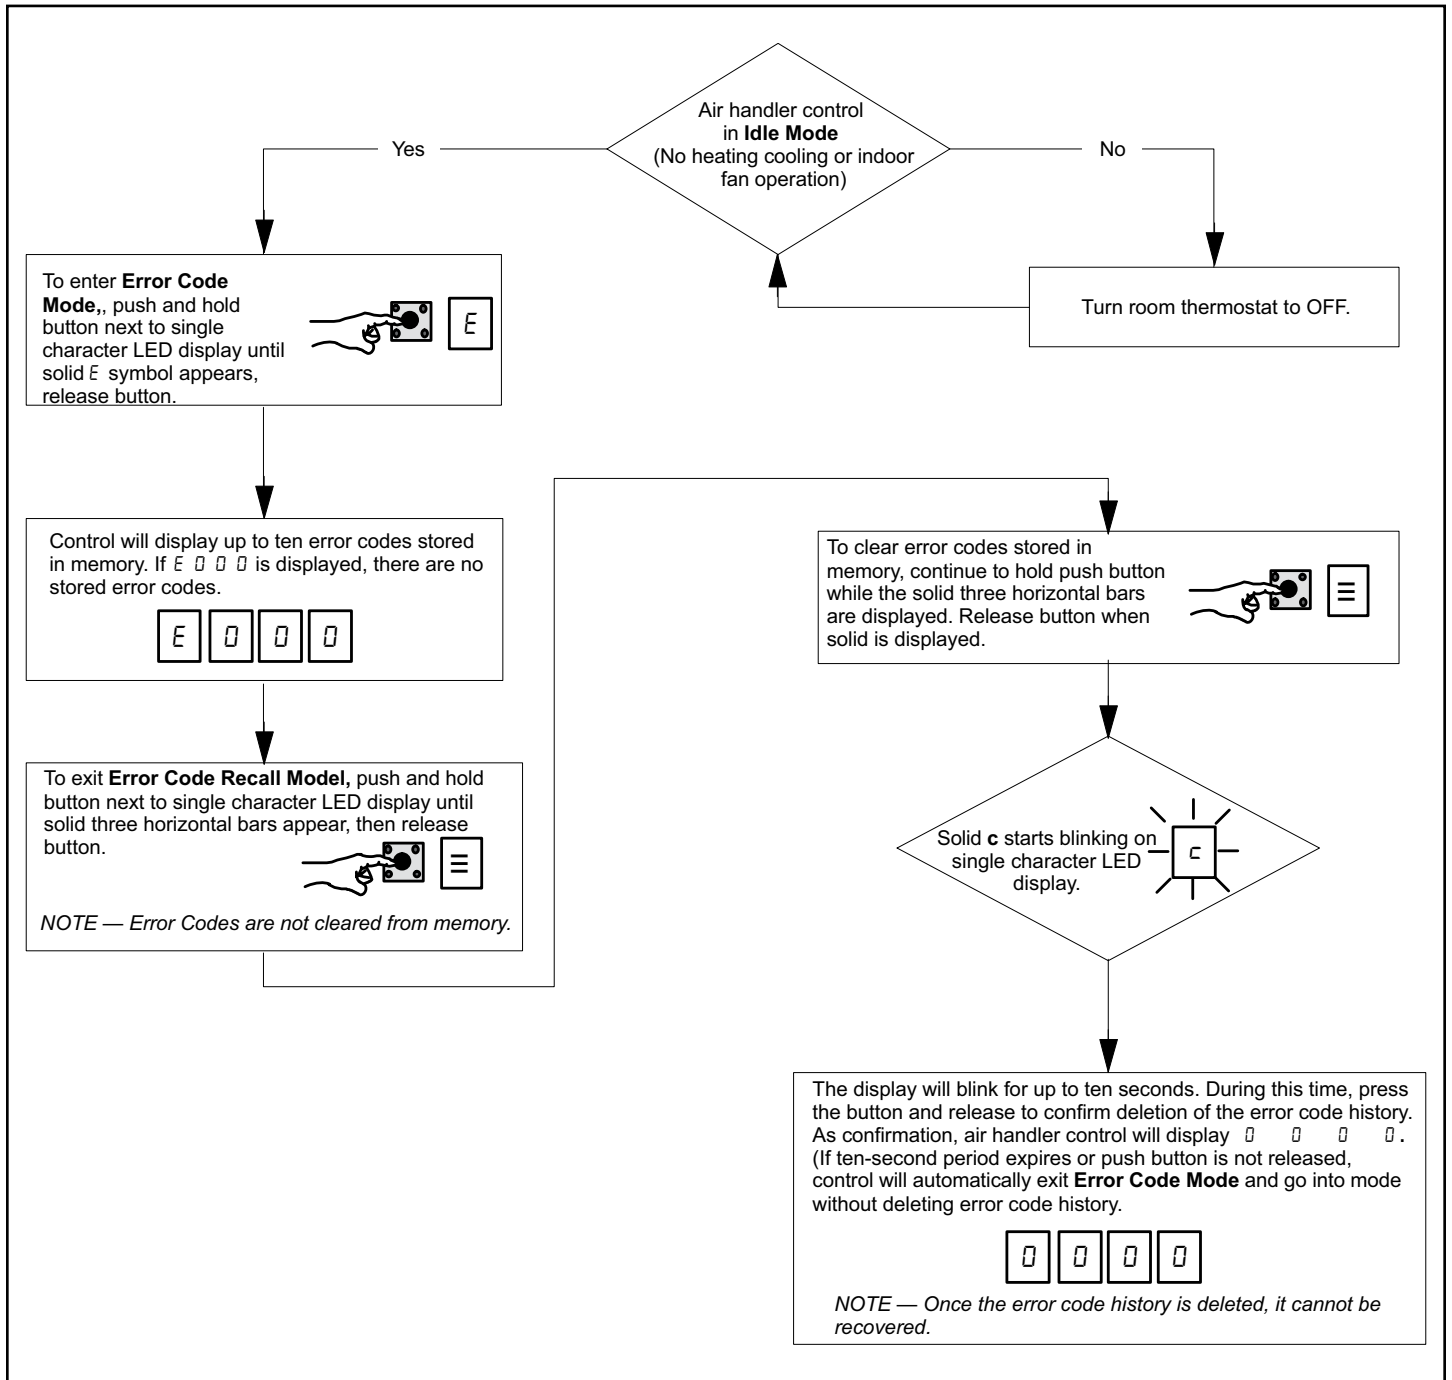 Air handler control
in Idle Mode
(No heating cooling or indoor
fan operation)
Yes
No
To enter Error Code
Mode,, push and hold
button next to single
character LED display until
solid E symbol appears,
release button.
E
Turn room thermostat to OFF.
Control will display up to ten error codes stored
in memory. If E 0 0 0 is displayed, there are no
stored error codes.
E 0 0 0
To exit Error Code Recall Model, push and hold
button next to single character LED display until
solid three horizontal bars appear, then release
button.
☰
NOTE — Error Codes are not cleared from memory.
To clear error codes stored in
memory, continue to hold push button
while the solid three horizontal bars
are displayed. Release button when
solid is displayed.
☰
Solid c starts blinking on
single character LED
display.
c
The display will blink for up to ten seconds. During this time, press
the button and release to confirm deletion of the error code history.
As confirmation, air handler control will display 0 0 0 0.
(If ten-second period expires or push button is not released,
control will automatically exit Error Code Mode and go into mode
without deleting error code history.
0 0 0 0
NOTE — Once the error code history is deleted, it cannot be
recovered.